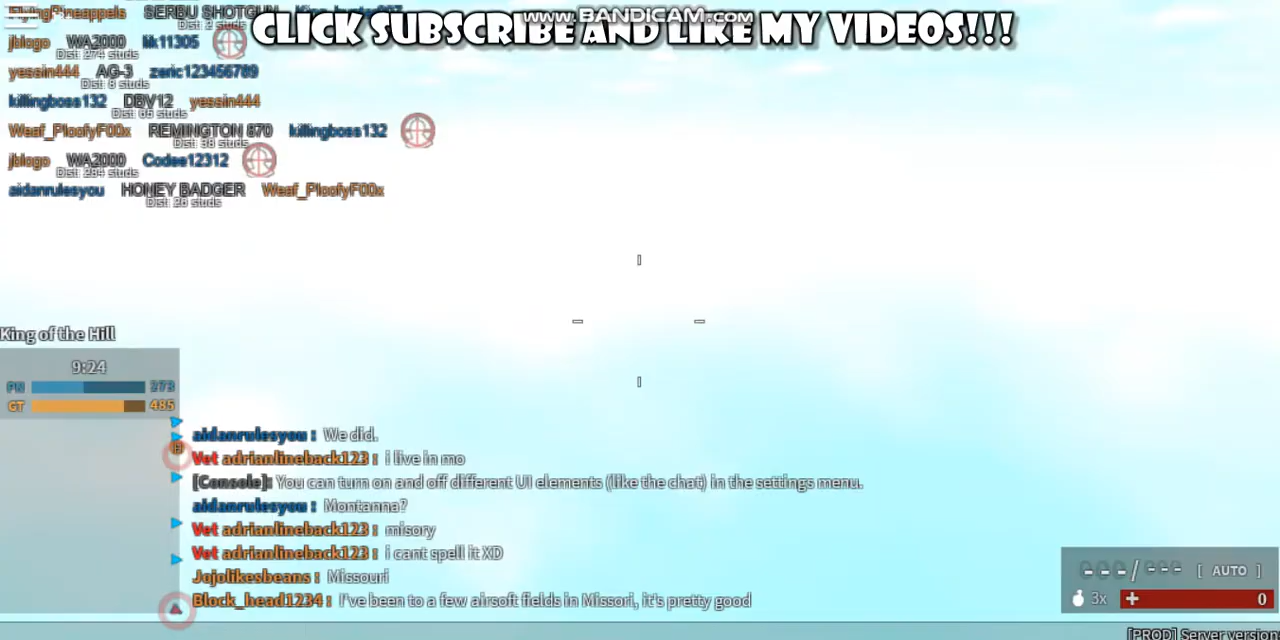 CLICK SUBSCRIBE AND LIKE MY VIDEOS!!!
www.BANDICAM.com
FlyingPineappels SERBU SHOTGUN
Dist: 2 studs
jblogo WA2000 lik11305
Dist: 274 studs
yessin444 AG-3 zeric123456789
Dist: 8 studs
killingboss132 DBV12 yessin444
Dist: 66 studs
Weaf_PloofyF00x REMINGTON 870 killingboss132
Dist: 38 studs
jblogo WA2000 Codee12312
Dist: 284 studs
aidanrulesyou HONEY BADGER Weaf_PloofyF00x
Dist: 26 studs
King of the Hill
9:24
PN 273
GT 485
H
aidanrulesyou : We did.
Vet adrianlineback123 : i live in mo
[Console]: You can turn on and off different UI elements (like the chat) in the settings menu.
aidanrulesyou : Montanna?
Vet adrianlineback123 : misory
Vet adrianlineback123 : i cant spell it XD
Jojolikesbeans : Missouri
Block_head1234 : I've been to a few airsoft fields in Missori, it's pretty good
---/--- [ AUTO ]
3x + 0
[PROD] Server version